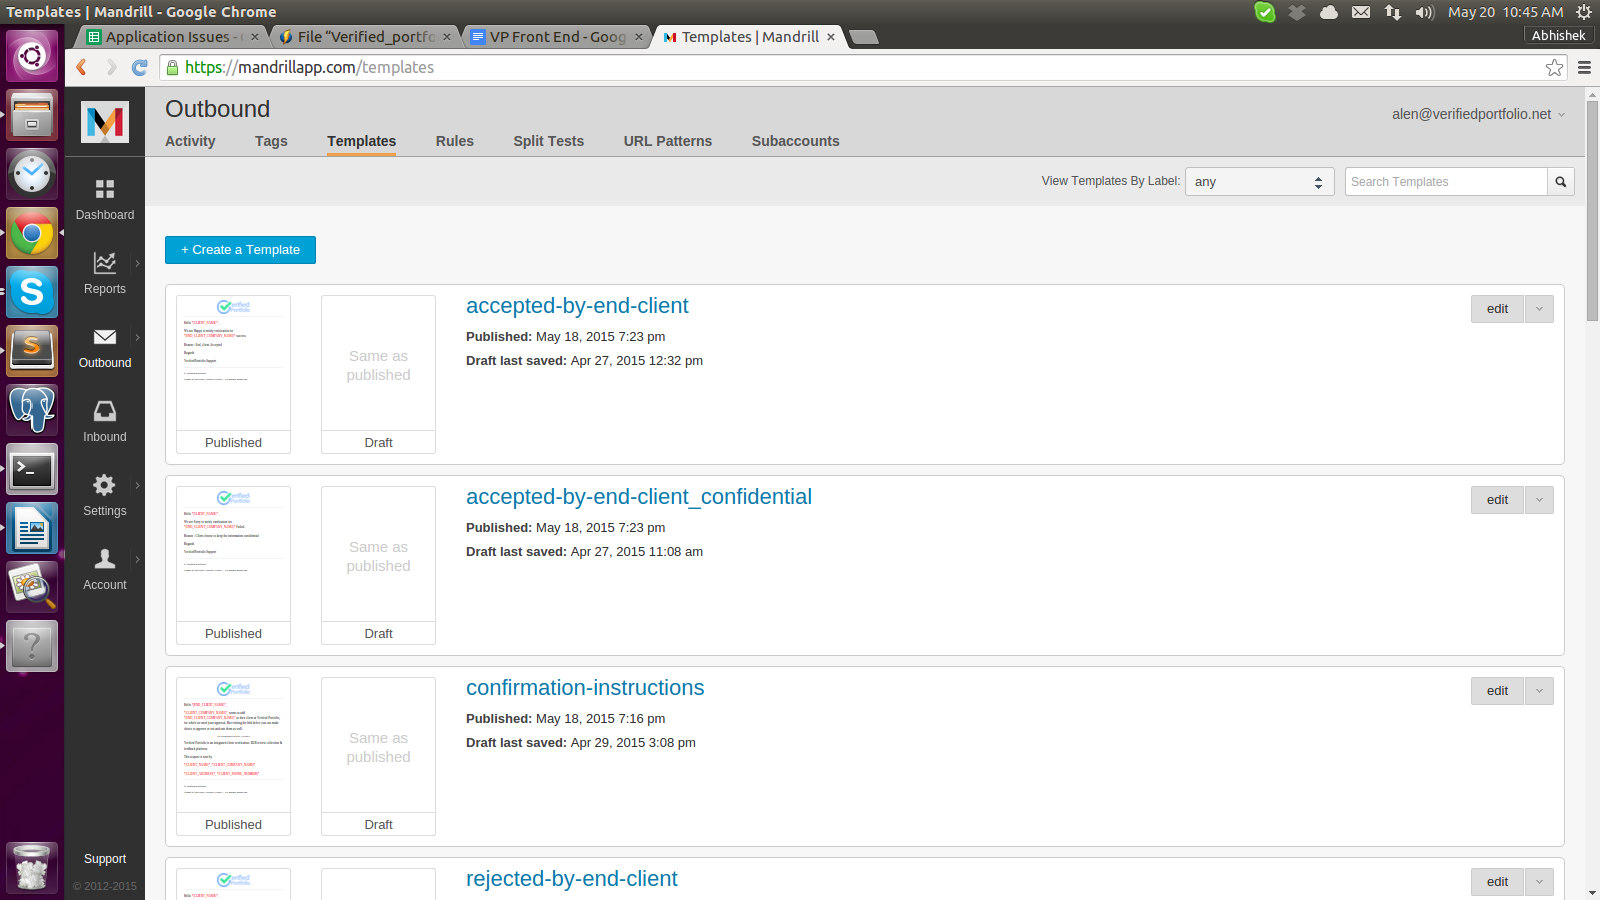 Templates | Mandrill - Google Chrome
May 20 10:45 AM
Application Issues -
File “Verified_portfo
VP Front End - Goog
Templates | Mandrill
Abhishek
https://mandrillapp.com/templates
Outbound
alen@verifiedportfolio.net
Activity
Tags
Templates
Rules
Split Tests
URL Patterns
Subaccounts
View Templates By Label:
any
Search Templates
Dashboard
Reports
Outbound
Inbound
Settings
Account
Support
© 2012-2015
+ Create a Template
accepted-by-end-client
Published: May 18, 2015 7:23 pm
Draft last saved: Apr 27, 2015 12:32 pm
edit
Same as
published
Published
Draft
accepted-by-end-client_confidential
Published: May 18, 2015 7:23 pm
Draft last saved: Apr 27, 2015 11:08 am
edit
Same as
published
Published
Draft
confirmation-instructions
Published: May 18, 2015 7:16 pm
Draft last saved: Apr 29, 2015 3:08 pm
edit
Same as
published
Published
Draft
rejected-by-end-client
edit